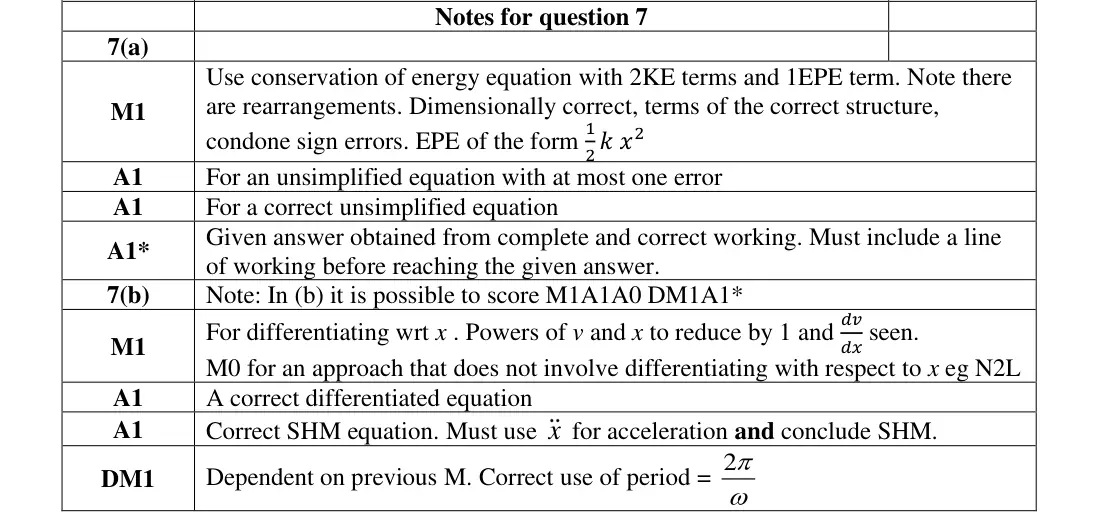 Notes for question 7
7(a)
M1
Use conservation of energy equation with 2KE terms and 1EPE term. Note there
are rearrangements. Dimensionally correct, terms of the correct structure,
condone sign errors. EPE of the form 1/2 k x²
A1
For an unsimplified equation with at most one error
A1
For a correct unsimplified equation
A1*
Given answer obtained from complete and correct working. Must include a line
of working before reaching the given answer.
7(b)
Note: In (b) it is possible to score M1A1A0 DM1A1*
M1
For differentiating wrt x . Powers of v and x to reduce by 1 and dv/dx seen.
M0 for an approach that does not involve differentiating with respect to x eg N2L
A1
A correct differentiated equation
A1
Correct SHM equation. Must use ẍ for acceleration and conclude SHM.
DM1
Dependent on previous M. Correct use of period = 2π/ω